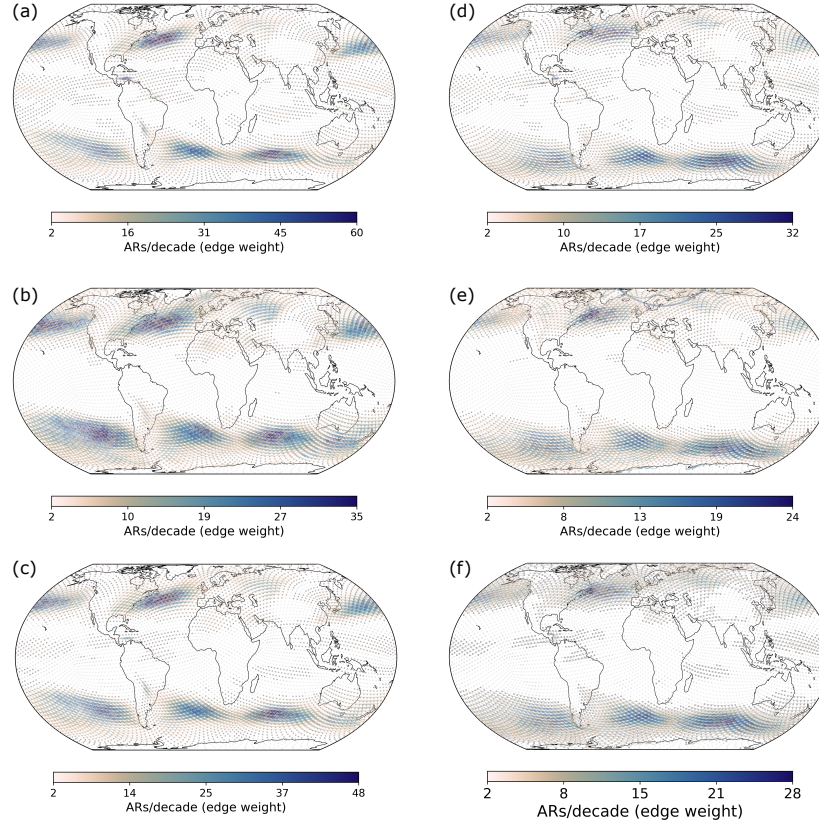 (a)
2 16 31 45 60
ARs/decade (edge weight)
(d)
2 10 17 25 32
ARs/decade (edge weight)
(b)
2 10 19 27 35
ARs/decade (edge weight)
(e)
2 8 13 19 24
ARs/decade (edge weight)
(c)
2 14 25 37 48
ARs/decade (edge weight)
(f)
2 8 15 21 28
ARs/decade (edge weight)